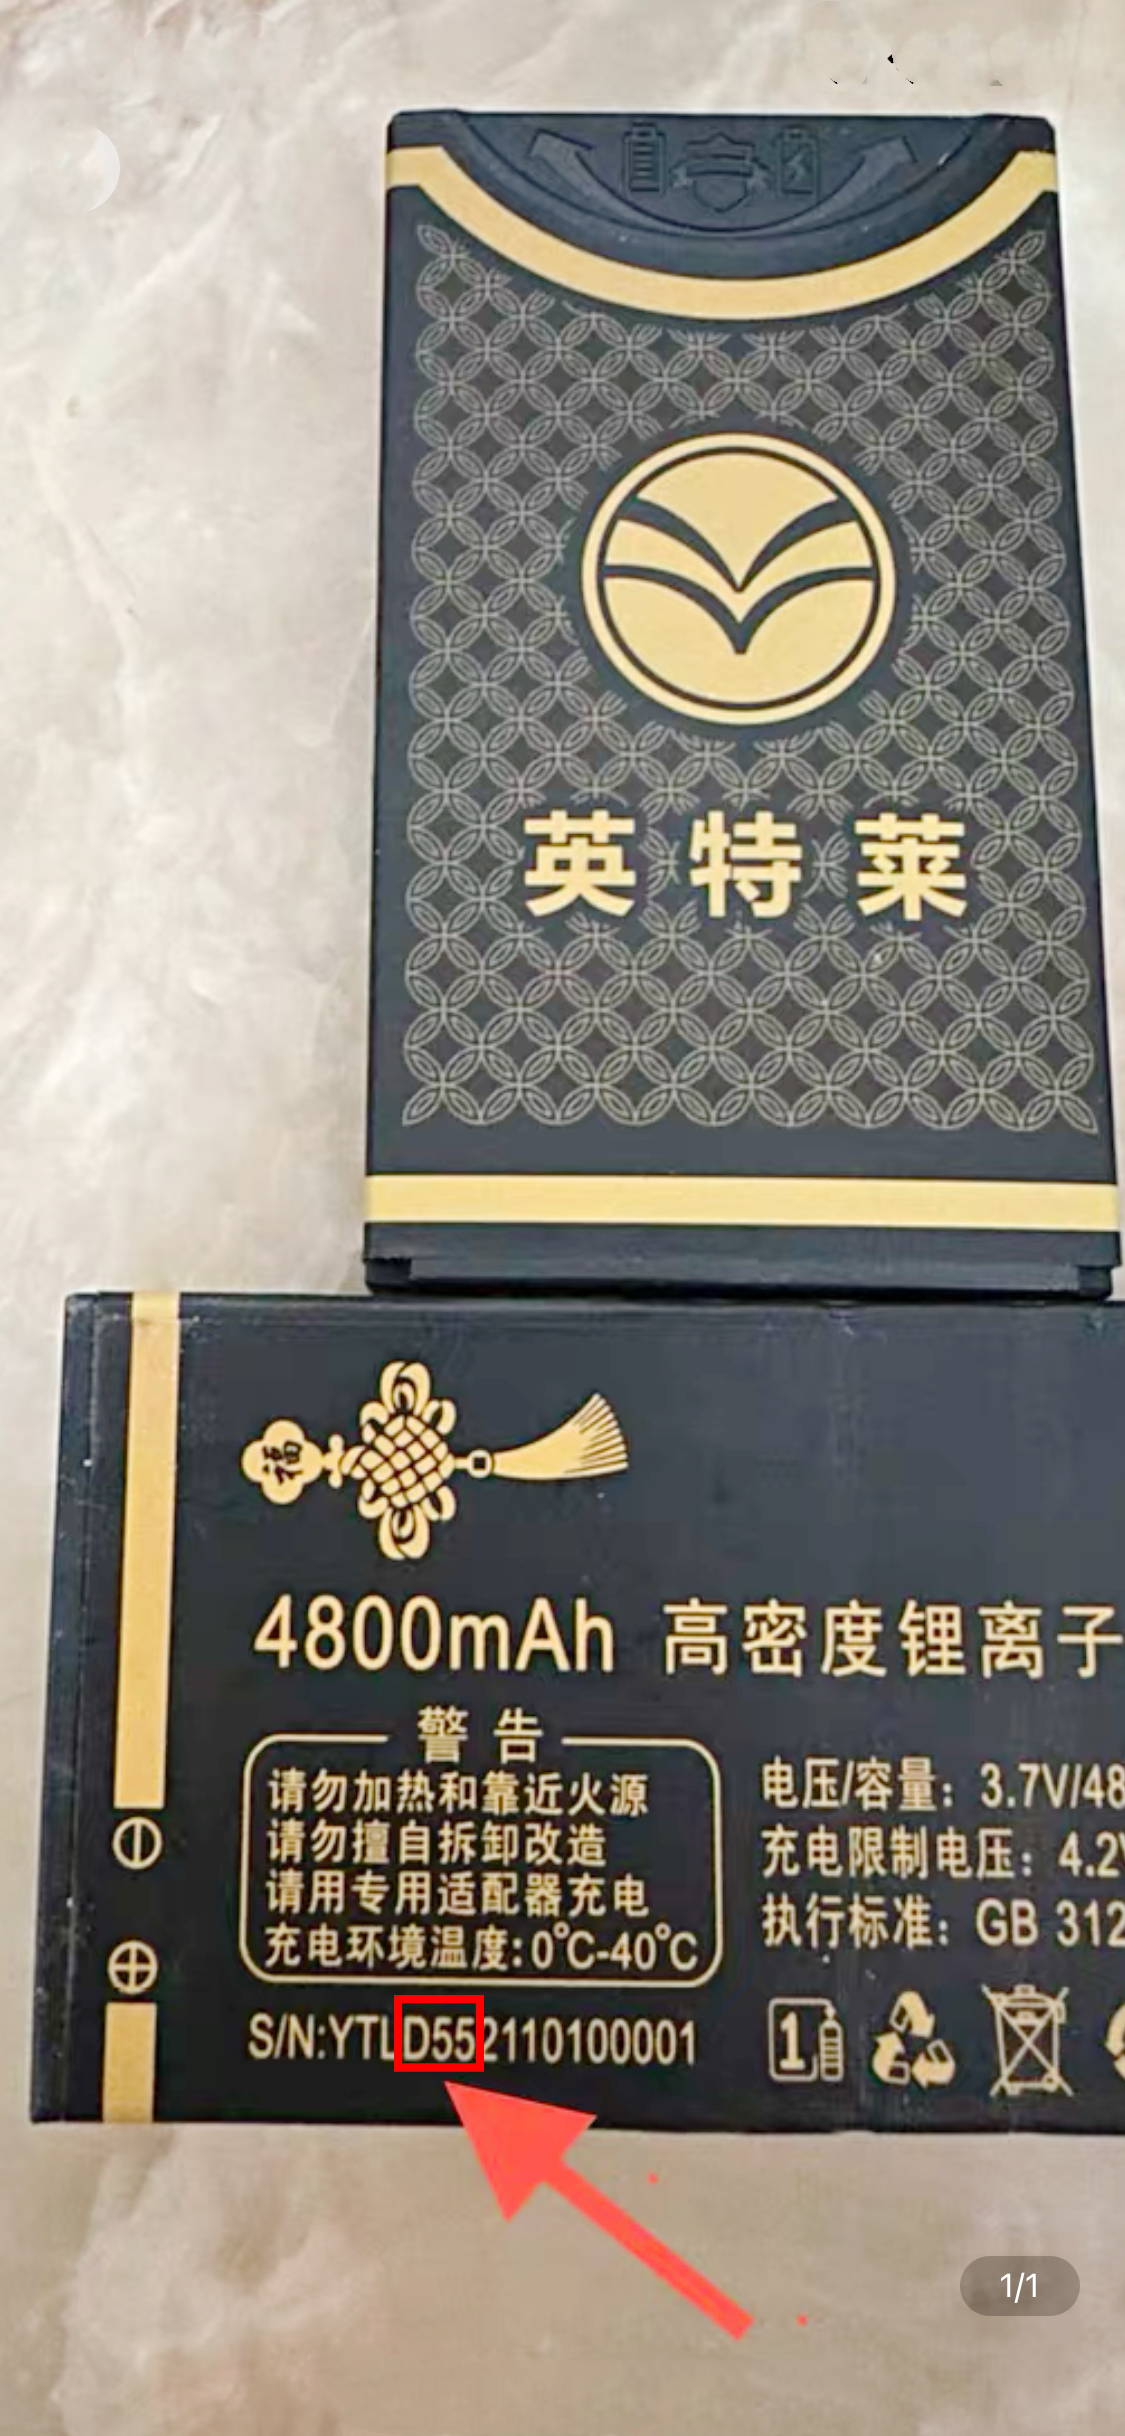 英特莱
福
4800mAh 高密度锂离子
警告
请勿加热和靠近火源
请勿擅自拆卸改造
请用专用适配器充电
充电环境温度:0°C-40°C
电压/容量：3.7V/48
充电限制电压：4.2V
执行标准：GB 312
S/N:YTLD552110100001
1
1/1